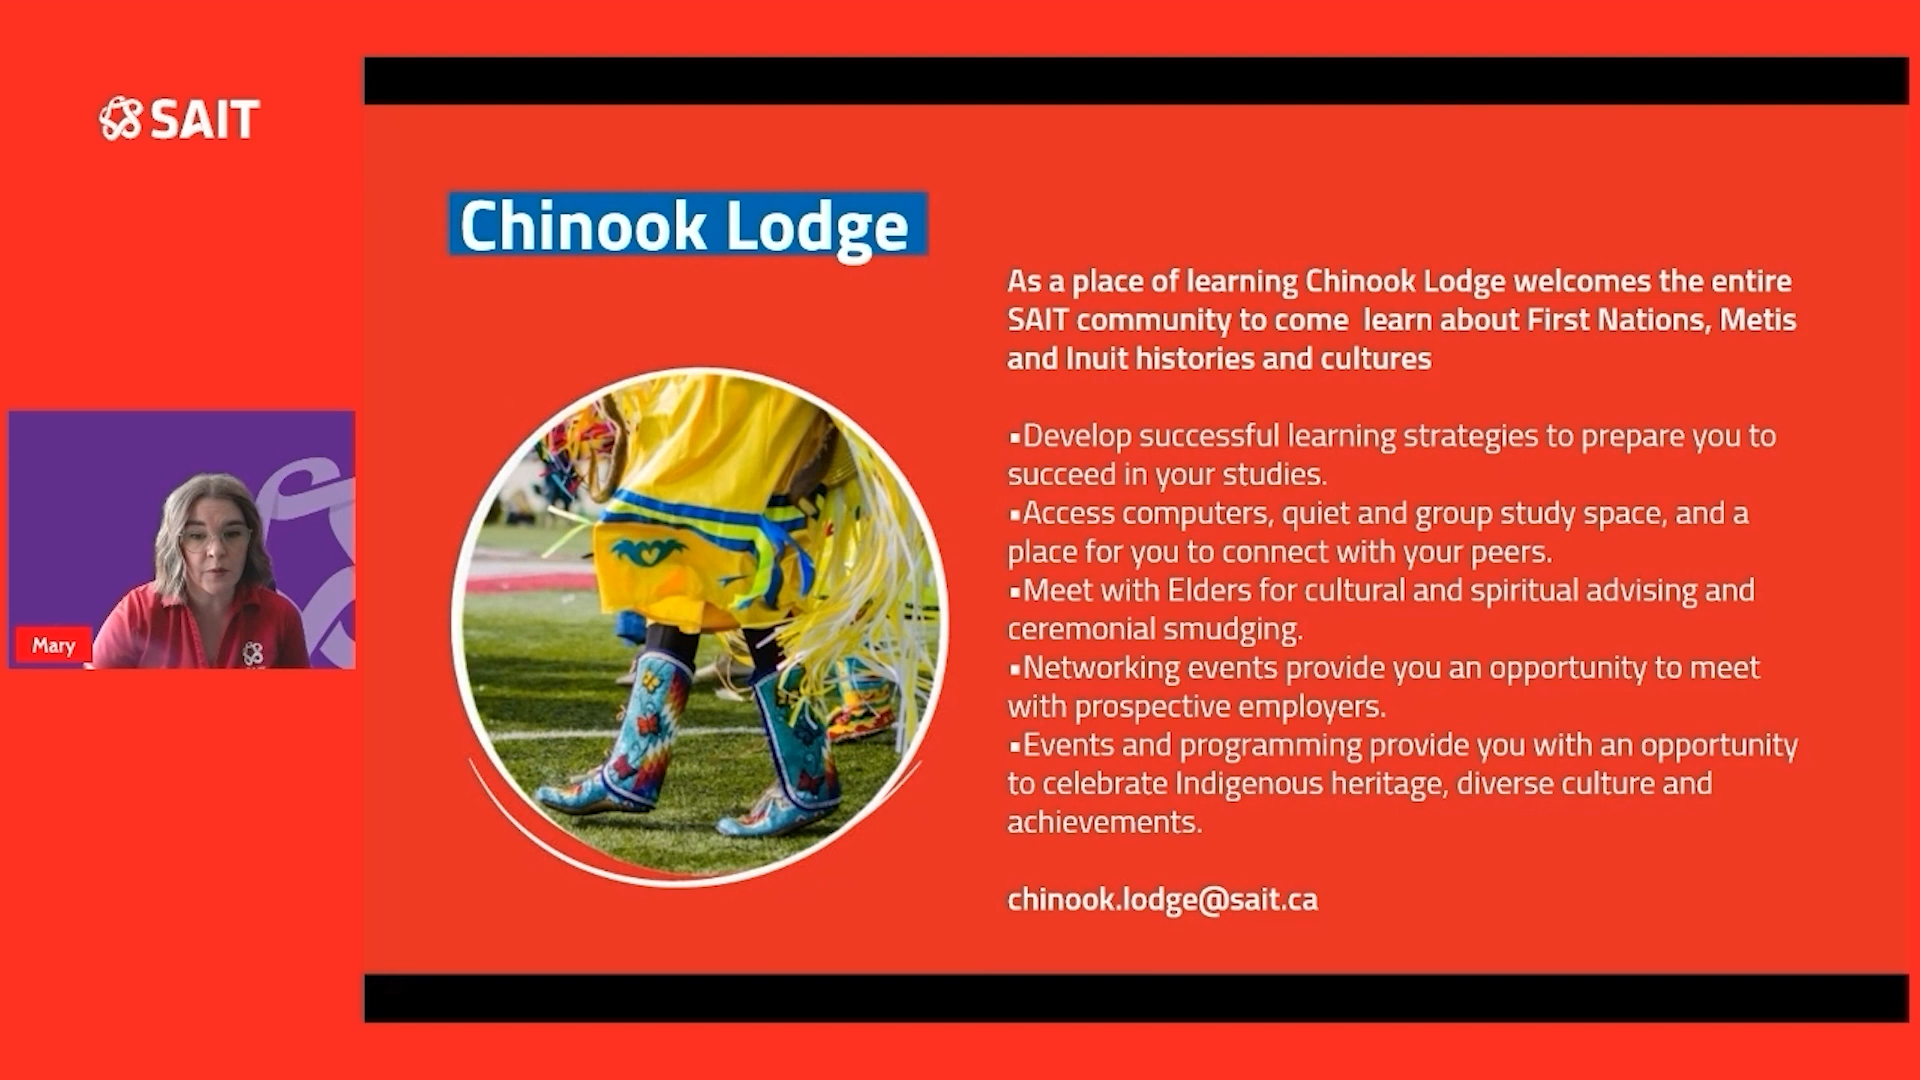 SAIT
Chinook Lodge
As a place of learning Chinook Lodge welcomes the entire
SAIT community to come  learn about First Nations, Metis
and Inuit histories and cultures
▪Develop successful learning strategies to prepare you to
succeed in your studies.
▪Access computers, quiet and group study space, and a
place for you to connect with your peers.
▪Meet with Elders for cultural and spiritual advising and
ceremonial smudging.
▪Networking events provide you an opportunity to meet
with prospective employers.
▪Events and programming provide you with an opportunity
to celebrate Indigenous heritage, diverse culture and
achievements.
chinook.lodge@sait.ca
Mary